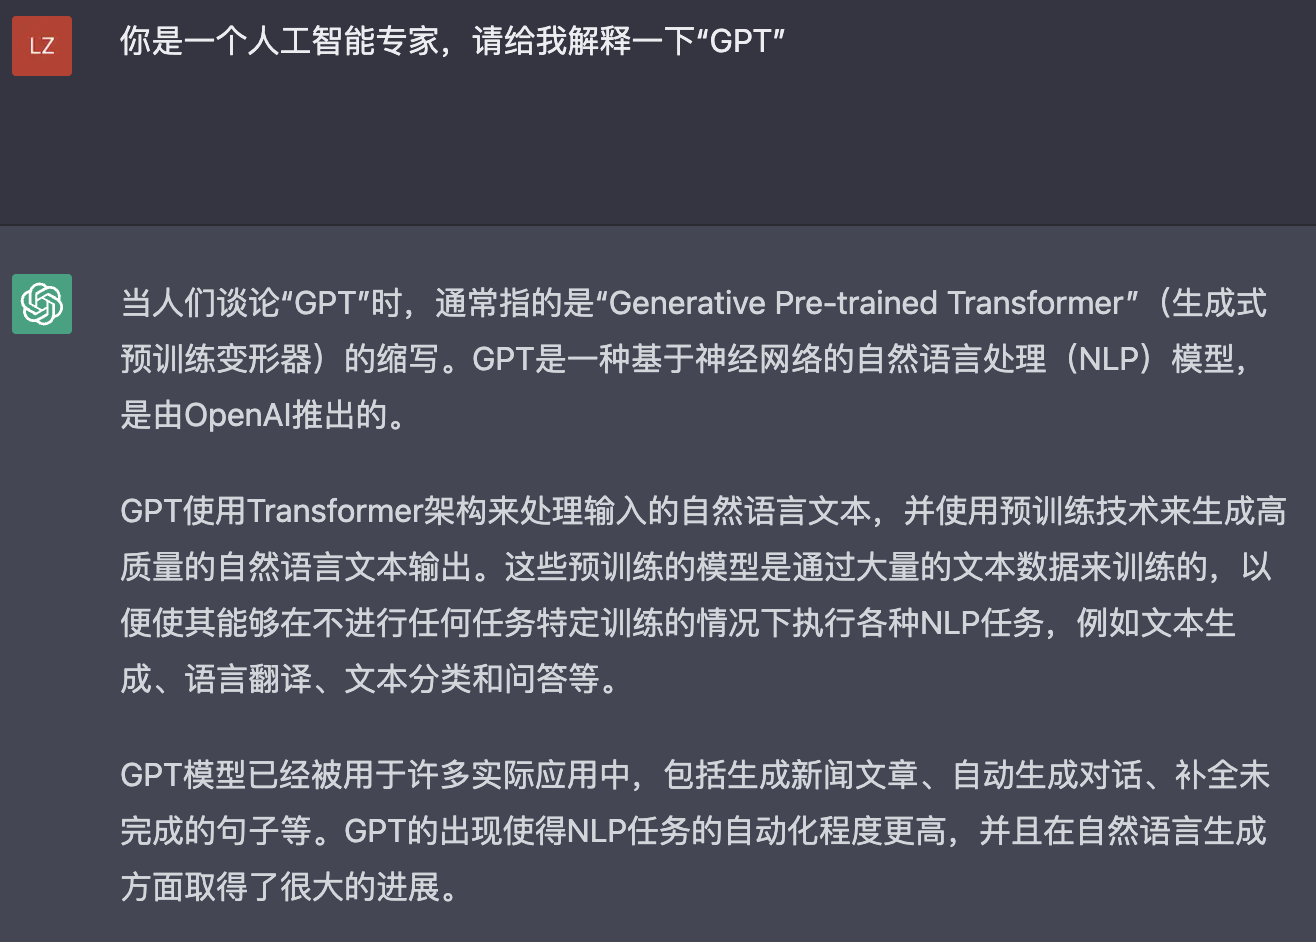 LZ
你是一个人工智能专家，请给我解释一下“GPT”
当人们谈论“GPT”时，通常指的是“Generative Pre-trained Transformer”（生成式
预训练变形器）的缩写。GPT是一种基于神经网络的自然语言处理（NLP）模型，
是由OpenAI推出的。
GPT使用Transformer架构来处理输入的自然语言文本，并使用预训练技术来生成高
质量的自然语言文本输出。这些预训练的模型是通过大量的文本数据来训练的，以
便使其能够在不进行任何任务特定训练的情况下执行各种NLP任务，例如文本生
成、语言翻译、文本分类和问答等。
GPT模型已经被用于许多实际应用中，包括生成新闻文章、自动生成对话、补全未
完成的句子等。GPT的出现使得NLP任务的自动化程度更高，并且在自然语言生成
方面取得了很大的进展。